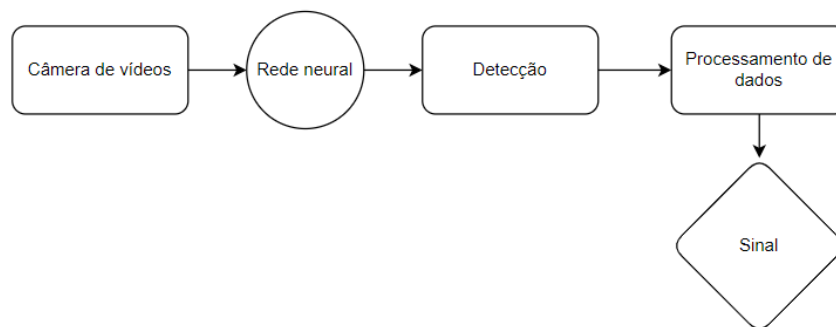 Câmera de vídeos
Rede neural
Detecção
Processamento de
dados
Sinal